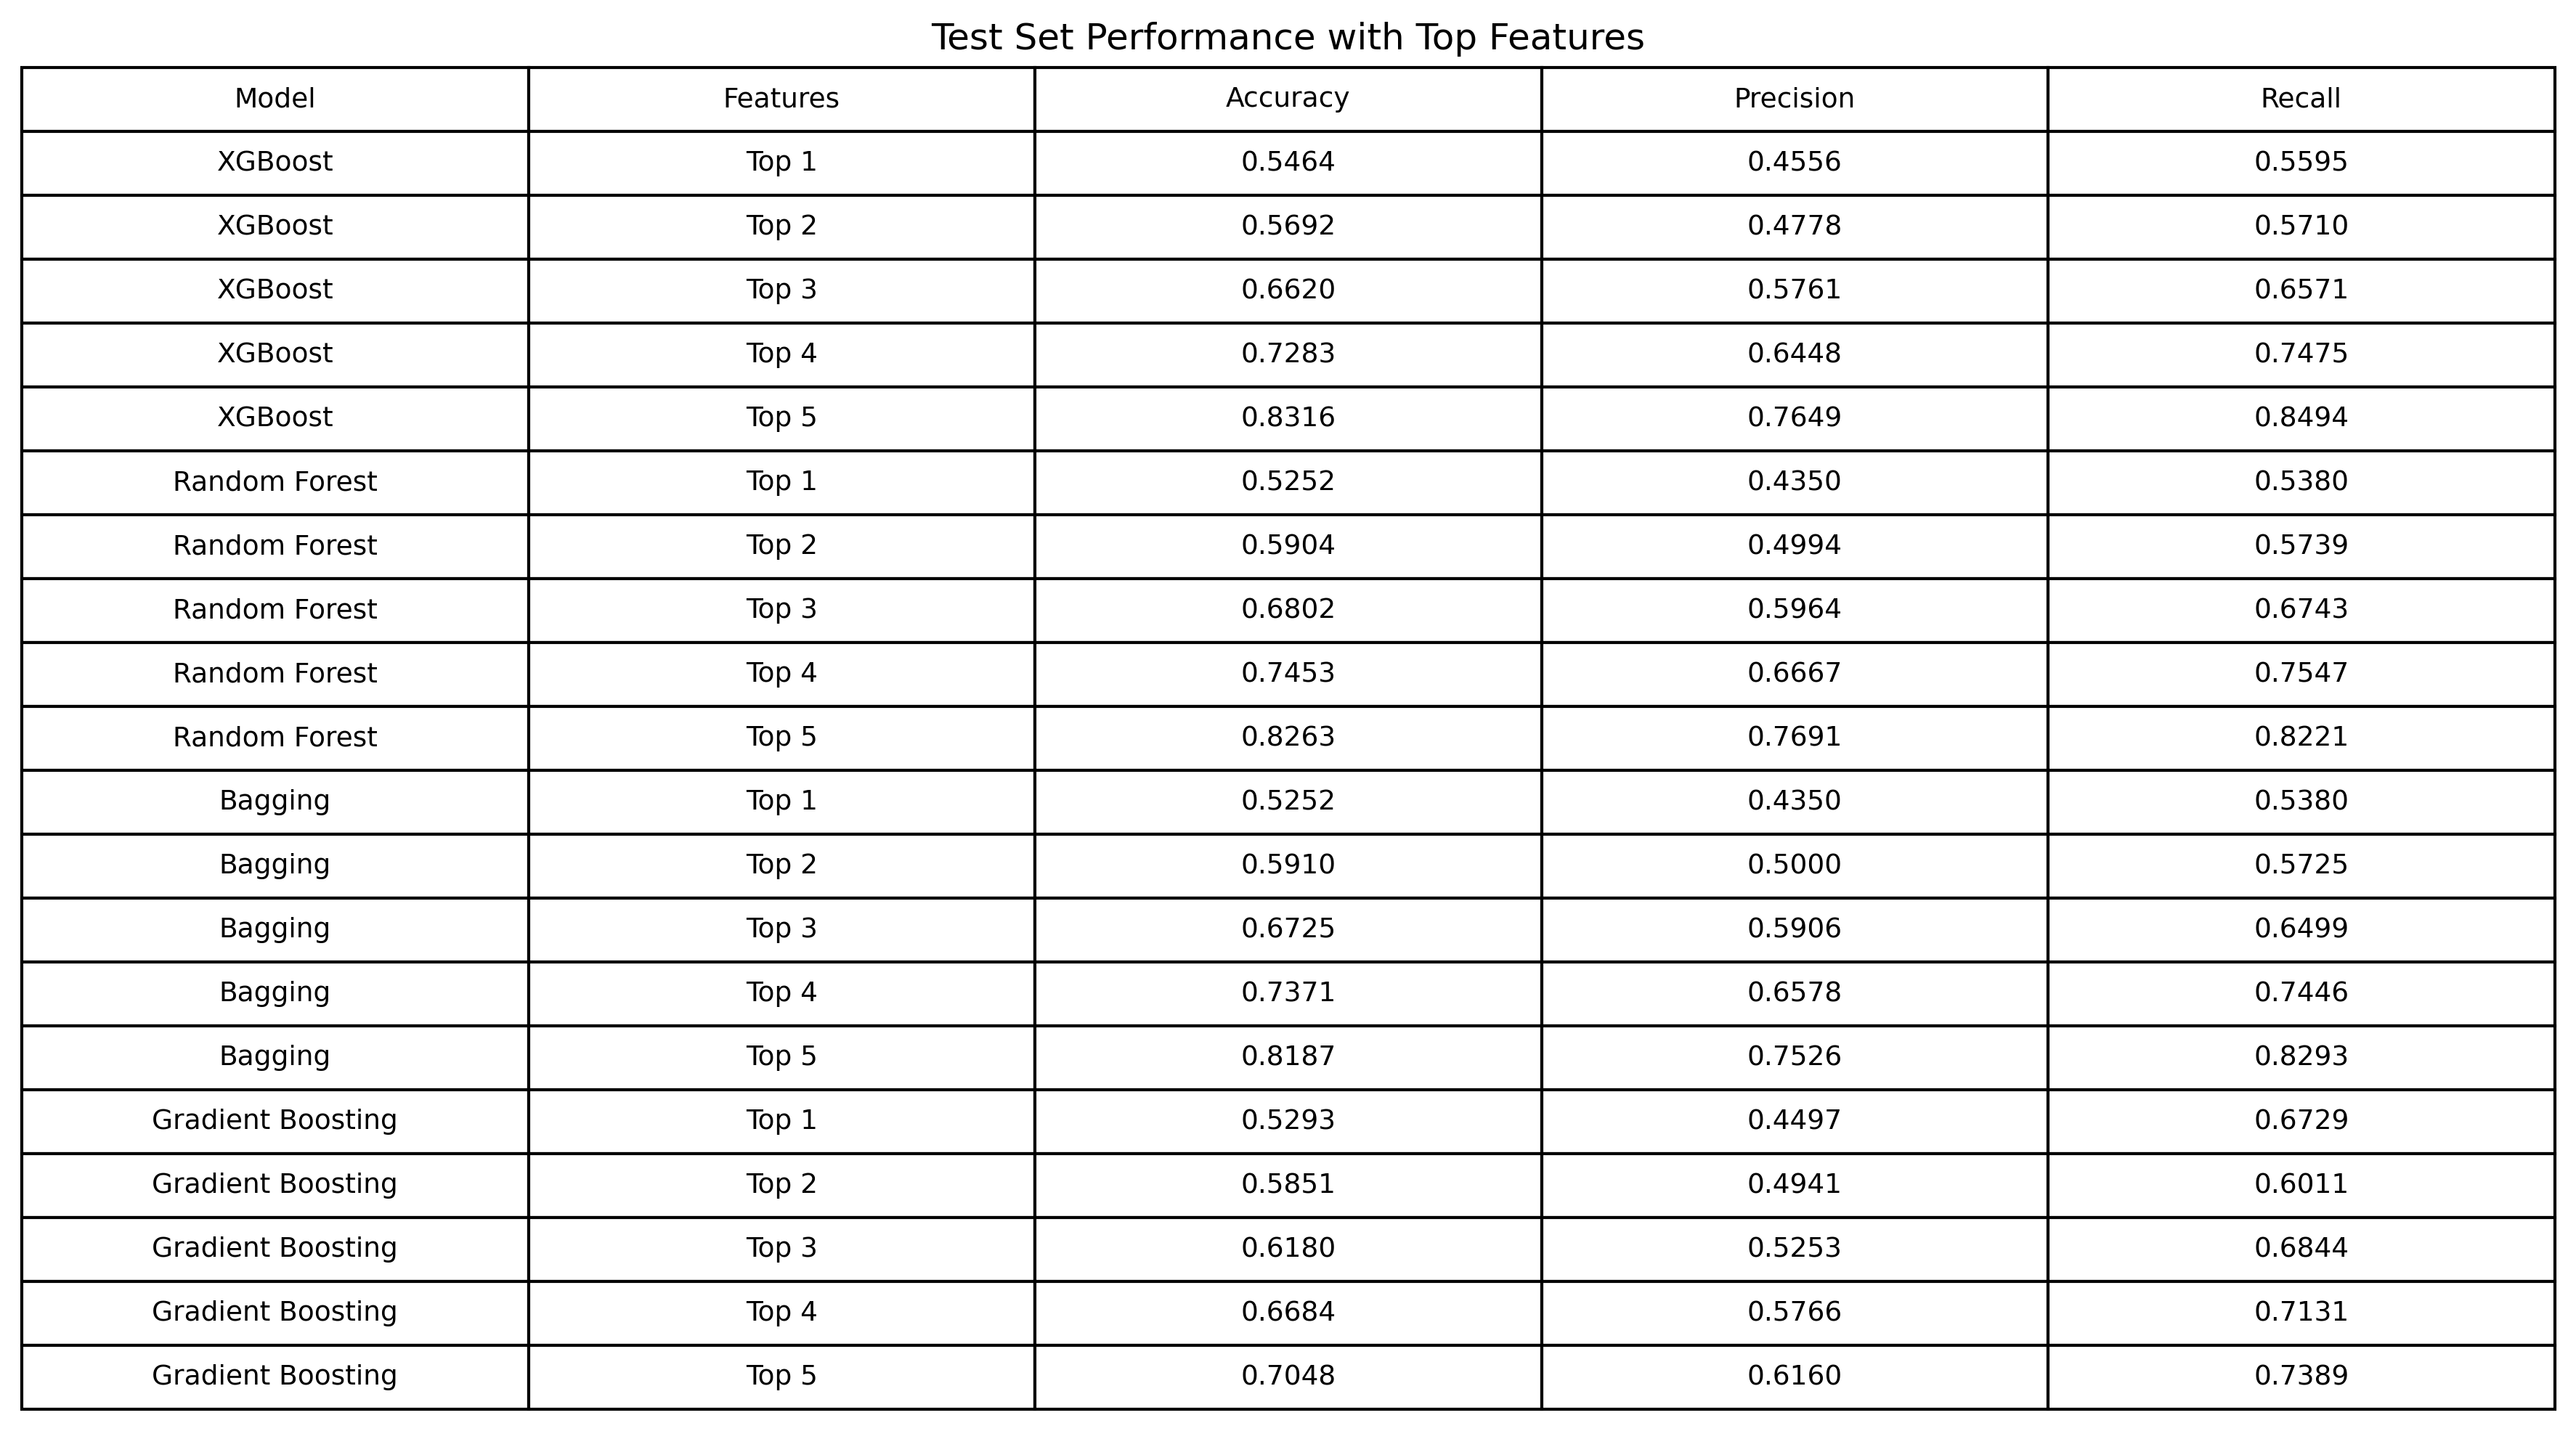 Test Set Performance with Top Features
Model Features Accuracy Precision Recall
XGBoost Top 1 0.5464 0.4556 0.5595
XGBoost Top 2 0.5692 0.4778 0.5710
XGBoost Top 3 0.6620 0.5761 0.6571
XGBoost Top 4 0.7283 0.6448 0.7475
XGBoost Top 5 0.8316 0.7649 0.8494
Random Forest Top 1 0.5252 0.4350 0.5380
Random Forest Top 2 0.5904 0.4994 0.5739
Random Forest Top 3 0.6802 0.5964 0.6743
Random Forest Top 4 0.7453 0.6667 0.7547
Random Forest Top 5 0.8263 0.7691 0.8221
Bagging Top 1 0.5252 0.4350 0.5380
Bagging Top 2 0.5910 0.5000 0.5725
Bagging Top 3 0.6725 0.5906 0.6499
Bagging Top 4 0.7371 0.6578 0.7446
Bagging Top 5 0.8187 0.7526 0.8293
Gradient Boosting Top 1 0.5293 0.4497 0.6729
Gradient Boosting Top 2 0.5851 0.4941 0.6011
Gradient Boosting Top 3 0.6180 0.5253 0.6844
Gradient Boosting Top 4 0.6684 0.5766 0.7131
Gradient Boosting Top 5 0.7048 0.6160 0.7389